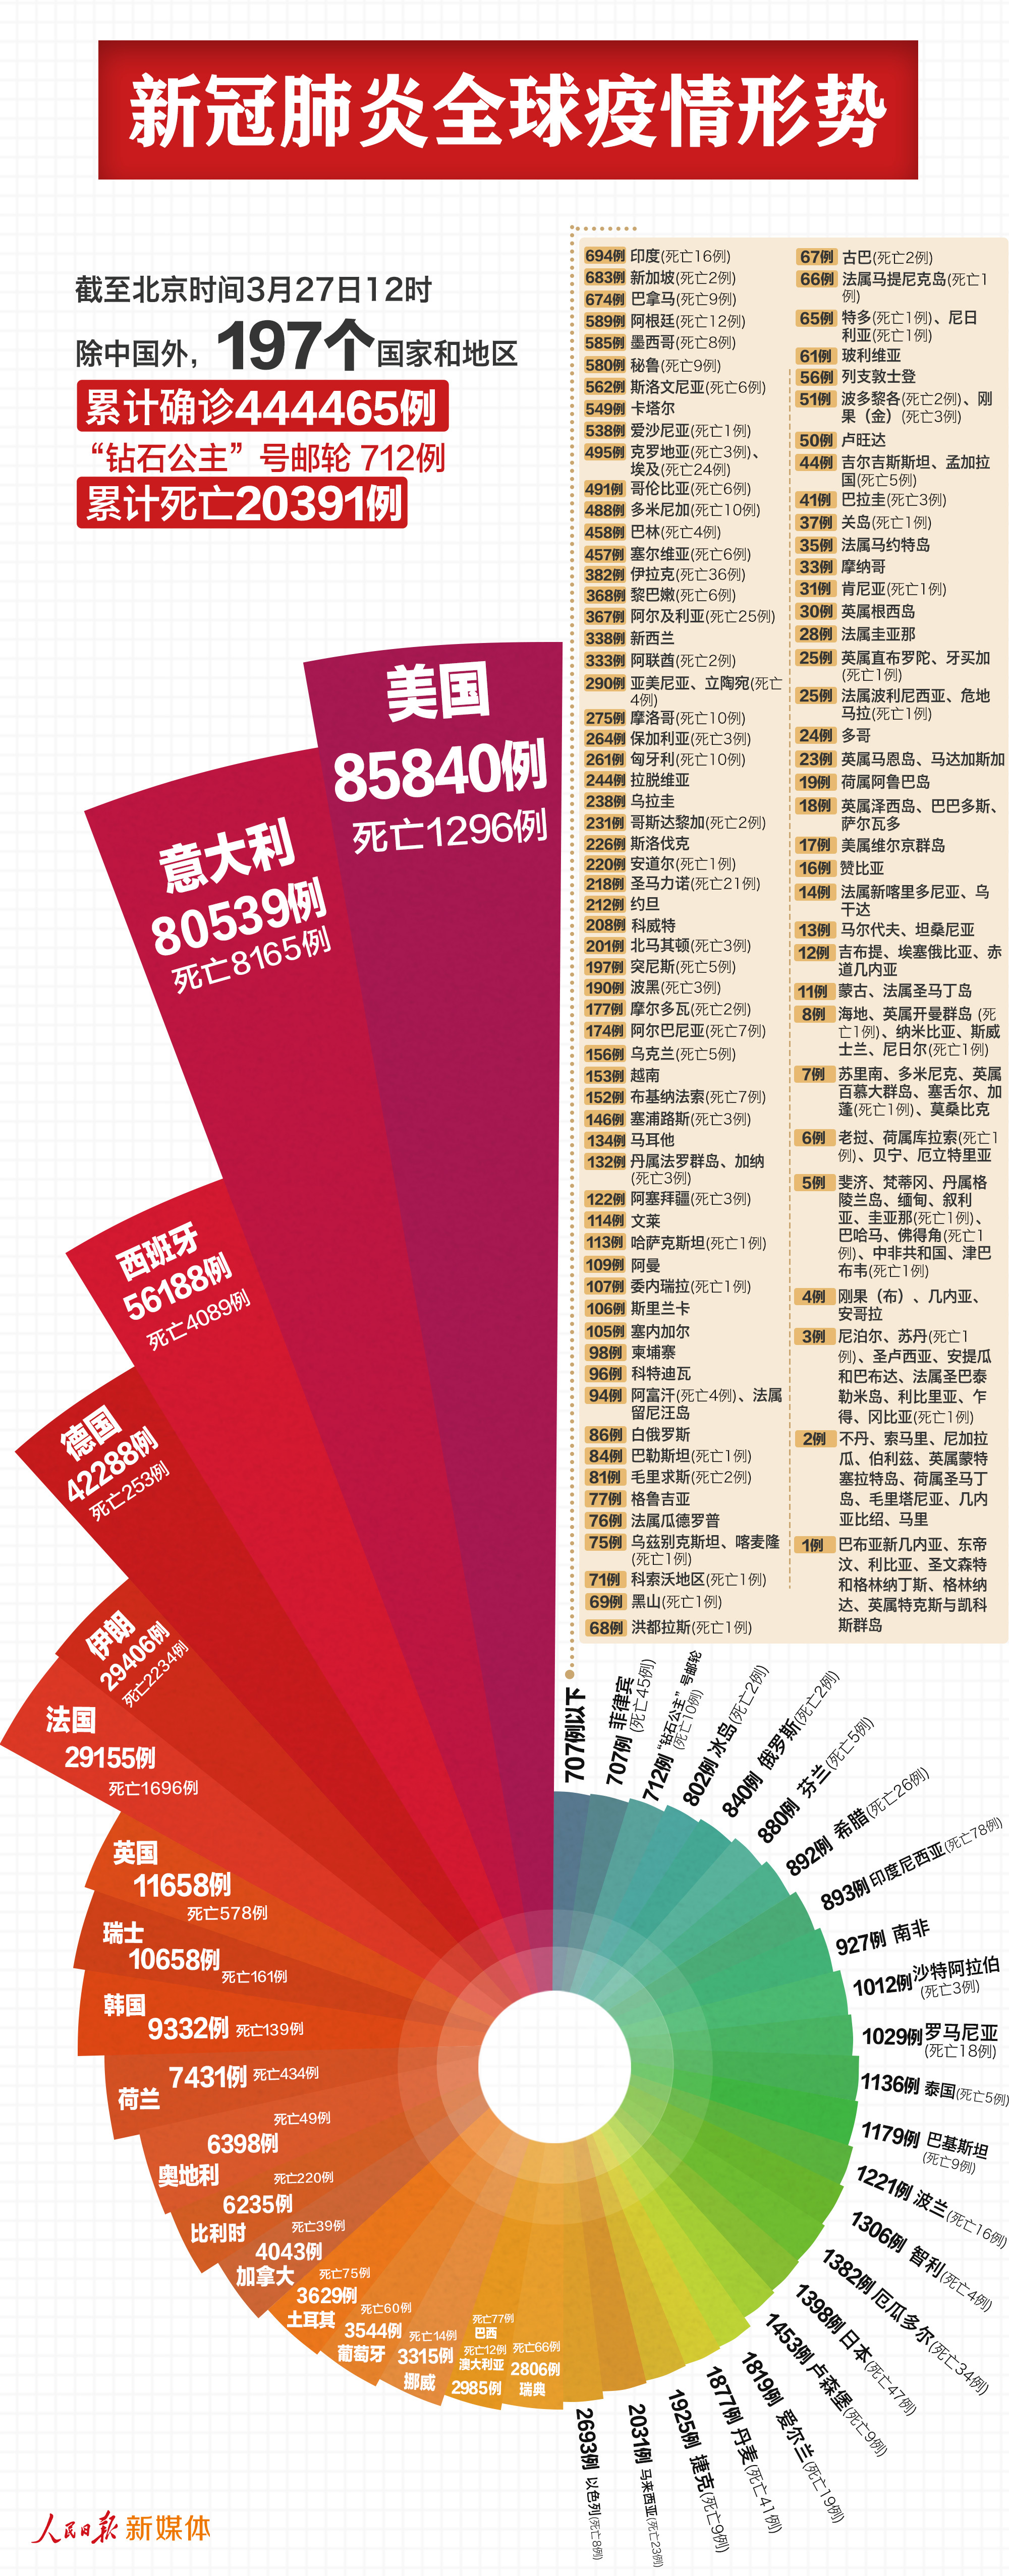 新冠肺炎全球疫情形势
截至北京时间3月27日12时
除中国外，197个国家和地区
累计确诊444465例
“钻石公主”号邮轮 712例
累计死亡20391例
694例 印度(死亡16例)
683例 新加坡(死亡2例)
674例 巴拿马(死亡9例)
589例 阿根廷(死亡12例)
585例 墨西哥(死亡8例)
580例 秘鲁(死亡9例)
562例 斯洛文尼亚(死亡6例)
549例 卡塔尔
538例 爱沙尼亚(死亡1例)
495例 克罗地亚(死亡3例)、
埃及(死亡24例)
491例 哥伦比亚(死亡6例)
488例 多米尼加(死亡10例)
458例 巴林(死亡4例)
457例 塞尔维亚(死亡6例)
382例 伊拉克(死亡36例)
368例 黎巴嫩(死亡6例)
367例 阿尔及利亚(死亡25例)
338例 新西兰
333例 阿联酋(死亡2例)
290例 亚美尼亚、立陶宛(死亡
4例)
275例 摩洛哥(死亡10例)
264例 保加利亚(死亡3例)
261例 匈牙利(死亡10例)
244例 拉脱维亚
238例 乌拉圭
231例 哥斯达黎加(死亡2例)
226例 斯洛伐克
220例 安道尔(死亡1例)
218例 圣马力诺(死亡21例)
212例 约旦
208例 科威特
201例 北马其顿(死亡3例)
197例 突尼斯(死亡5例)
190例 波黑(死亡3例)
177例 摩尔多瓦(死亡2例)
174例 阿尔巴尼亚(死亡7例)
156例 乌克兰(死亡5例)
153例 越南
152例 布基纳法索(死亡7例)
146例 塞浦路斯(死亡3例)
134例 马耳他
132例 丹属法罗群岛、加纳
(死亡3例)
122例 阿塞拜疆(死亡3例)
114例 文莱
113例 哈萨克斯坦(死亡1例)
109例 阿曼
107例 委内瑞拉(死亡1例)
106例 斯里兰卡
105例 塞内加尔
98例 柬埔寨
96例 科特迪瓦
94例 阿富汗(死亡4例)、法属
留尼汪岛
86例 白俄罗斯
84例 巴勒斯坦(死亡1例)
81例 毛里求斯(死亡2例)
77例 格鲁吉亚
76例 法属瓜德罗普
75例 乌兹别克斯坦、喀麦隆
(死亡1例)
71例 科索沃地区(死亡1例)
69例 黑山(死亡1例)
68例 洪都拉斯(死亡1例)
67例 古巴(死亡2例)
66例 法属马提尼克岛(死亡1
例)
65例 特多(死亡1例)、尼日
利亚(死亡1例)
61例 玻利维亚
56例 列支敦士登
51例 波多黎各(死亡2例)、刚
果（金）(死亡3例)
50例 卢旺达
44例 吉尔吉斯斯坦、孟加拉
国(死亡5例)
41例 巴拉圭(死亡3例)
37例 关岛(死亡1例)
35例 法属马约特岛
33例 摩纳哥
31例 肯尼亚(死亡1例)
30例 英属根西岛
28例 法属圭亚那
25例 英属直布罗陀、牙买加
(死亡1例)
25例 法属波利尼西亚、危地
马拉(死亡1例)
24例 多哥
23例 英属马恩岛、马达加斯加
19例 荷属阿鲁巴岛
18例 英属泽西岛、巴巴多斯、
萨尔瓦多
17例 美属维尔京群岛
16例 赞比亚
14例 法属新喀里多尼亚、乌
干达
13例 马尔代夫、坦桑尼亚
12例 吉布提、埃塞俄比亚、赤
道几内亚
11例 蒙古、法属圣马丁岛
8例 海地、英属开曼群岛 (死
亡1例)、纳米比亚、斯威
士兰、尼日尔(死亡1例)
7例 苏里南、多米尼克、英属
百慕大群岛、塞舌尔、加
蓬(死亡1例)、莫桑比克
6例 老挝、荷属库拉索(死亡1
例)、贝宁、厄立特里亚
5例 斐济、梵蒂冈、丹属格
陵兰岛、缅甸、叙利
亚、圭亚那(死亡1例)、
巴哈马、佛得角(死亡1
例)、中非共和国、津巴
布韦(死亡1例)
4例 刚果（布）、几内亚、
安哥拉
3例 尼泊尔、苏丹(死亡1
例)、圣卢西亚、安提瓜
和巴布达、法属圣巴泰
勒米岛、利比里亚、乍
得、冈比亚(死亡1例)
2例 不丹、索马里、尼加拉
瓜、伯利兹、英属蒙特
塞拉特岛、荷属圣马丁
岛、毛里塔尼亚、几内
亚比绍、马里
1例 巴布亚新几内亚、东帝
汶、利比亚、圣文森特
和格林纳丁斯、格林纳
达、英属特克斯与凯科
斯群岛
美国
85840例
死亡1296例
意大利
80539例
死亡8165例
西班牙
56188例
死亡4089例
德国
42288例
死亡253例
伊朗
29406例
死亡2234例
法国
29155例
死亡1696例
英国
11658例
死亡578例
瑞士
10658例
死亡161例
韩国
9332例 死亡139例
7431例 死亡434例
荷兰
死亡49例
6398例
奥地利
死亡220例
6235例
比利时
死亡39例
4043例
加拿大
死亡75例
3629例
土耳其
死亡60例
3544例
葡萄牙
死亡14例
3315例
挪威
死亡77例
巴西
死亡12例
澳大利亚
2985例
死亡66例
2806例
瑞典
2693例 以色列(死亡8例)
2031例 马来西亚(死亡23例)
1925例 捷克(死亡9例)
1877例 丹麦(死亡41例)
1819例 爱尔兰(死亡19例)
1453例 卢森堡(死亡9例)
1398例 日本(死亡47例)
1382例 厄瓜多尔(死亡34例)
1306例 智利(死亡4例)
1221例 波兰(死亡16例)
1179例 巴基斯坦
(死亡9例)
1136例 泰国(死亡5例)
1029例 罗马尼亚
(死亡18例)
1012例 沙特阿拉伯
(死亡3例)
927例 南非
893例 印度尼西亚(死亡78例)
892例 希腊(死亡26例)
880例 芬兰(死亡5例)
840例 俄罗斯(死亡2例)
802例 冰岛(死亡2例)
712例 “钻石公主”号邮轮
(死亡10例)
707例 菲律宾
(死亡45例)
707例以下
人民日报 新媒体